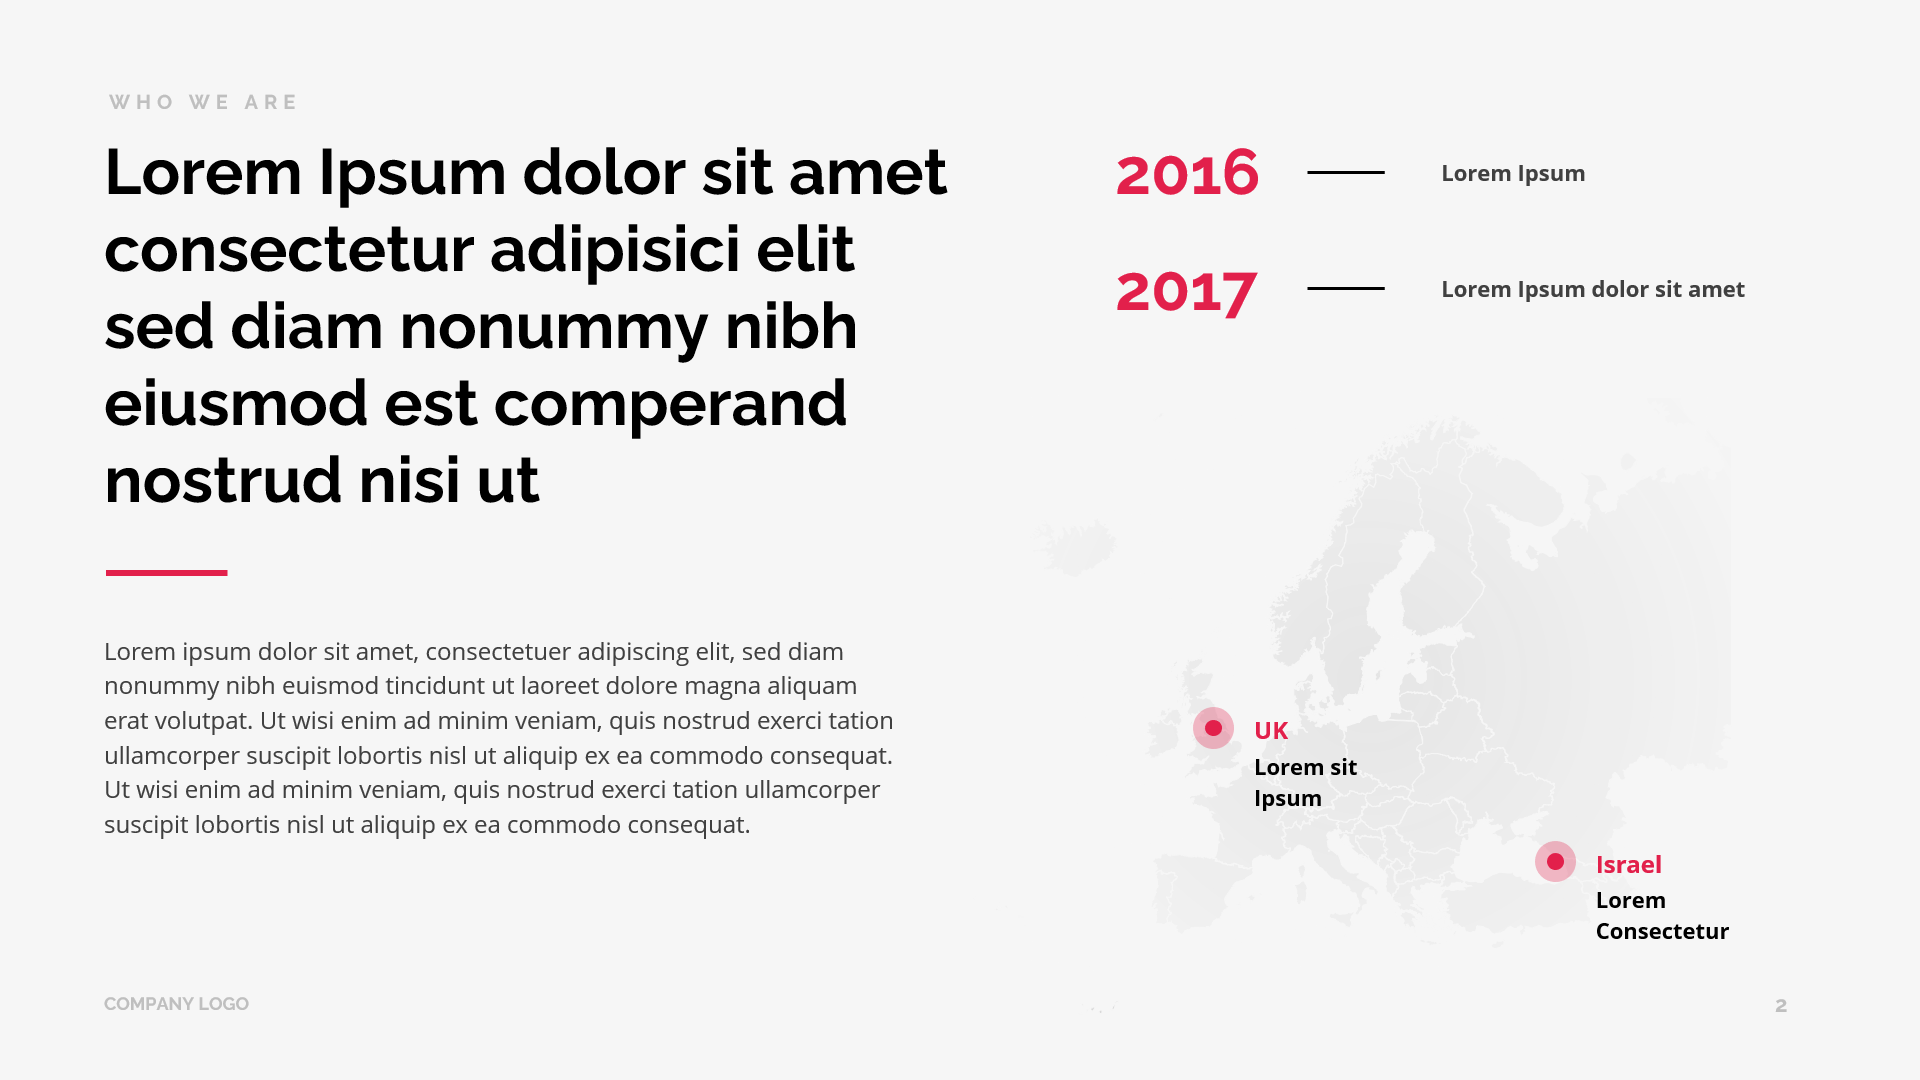 WHO WE ARE
Lorem Ipsum dolor sit amet
consectetur adipisici elit
sed diam nonummy nibh
eiusmod est comperand
nostrud nisi ut
Lorem ipsum dolor sit amet, consectetuer adipiscing elit, sed diam
nonummy nibh euismod tincidunt ut laoreet dolore magna aliquam
erat volutpat. Ut wisi enim ad minim veniam, quis nostrud exerci tation
ullamcorper suscipit lobortis nisl ut aliquip ex ea commodo consequat.
Ut wisi enim ad minim veniam, quis nostrud exerci tation ullamcorper
suscipit lobortis nisl ut aliquip ex ea commodo consequat.
2016 Lorem Ipsum
2017 Lorem Ipsum dolor sit amet
UK
Lorem sit
Ipsum
Israel
Lorem
Consectetur
COMPANY LOGO
2